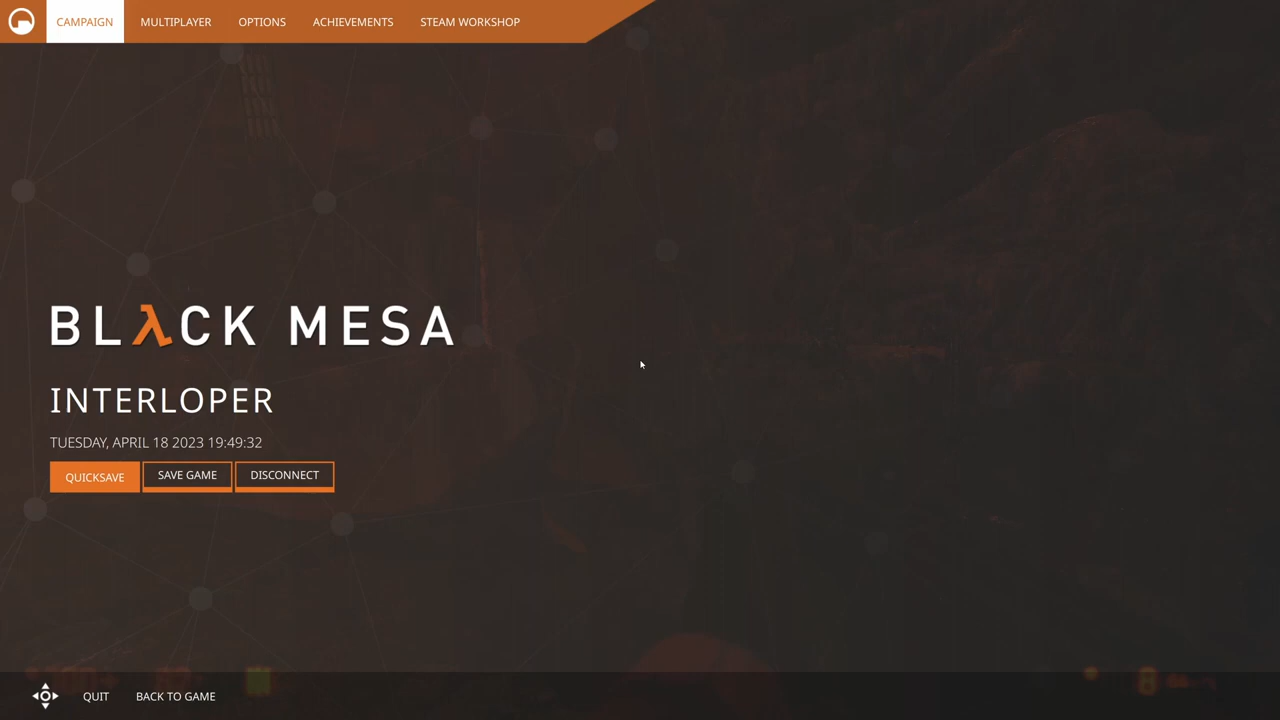 CAMPAIGN MULTIPLAYER OPTIONS ACHIEVEMENTS STEAM WORKSHOP
BLλCK MESA
INTERLOPER
TUESDAY, APRIL 18 2023 19:49:32
QUICKSAVE SAVE GAME DISCONNECT
QUIT BACK TO GAME